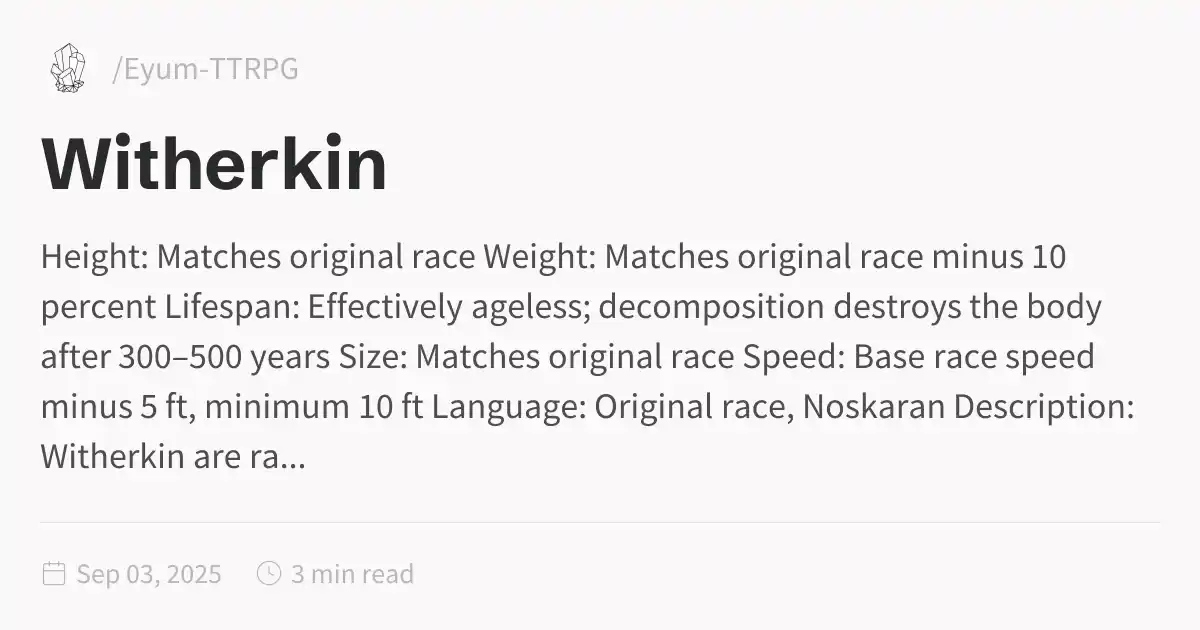 /Eyum-TTRPG
Witherkin
Height: Matches original race Weight: Matches original race minus 10
percent Lifespan: Effectively ageless; decomposition destroys the body
after 300–500 years Size: Matches original race Speed: Base race speed
minus 5 ft, minimum 10 ft Language: Original race, Noskaran Description:
Witherkin are ra...
Sep 03, 2025 3 min read